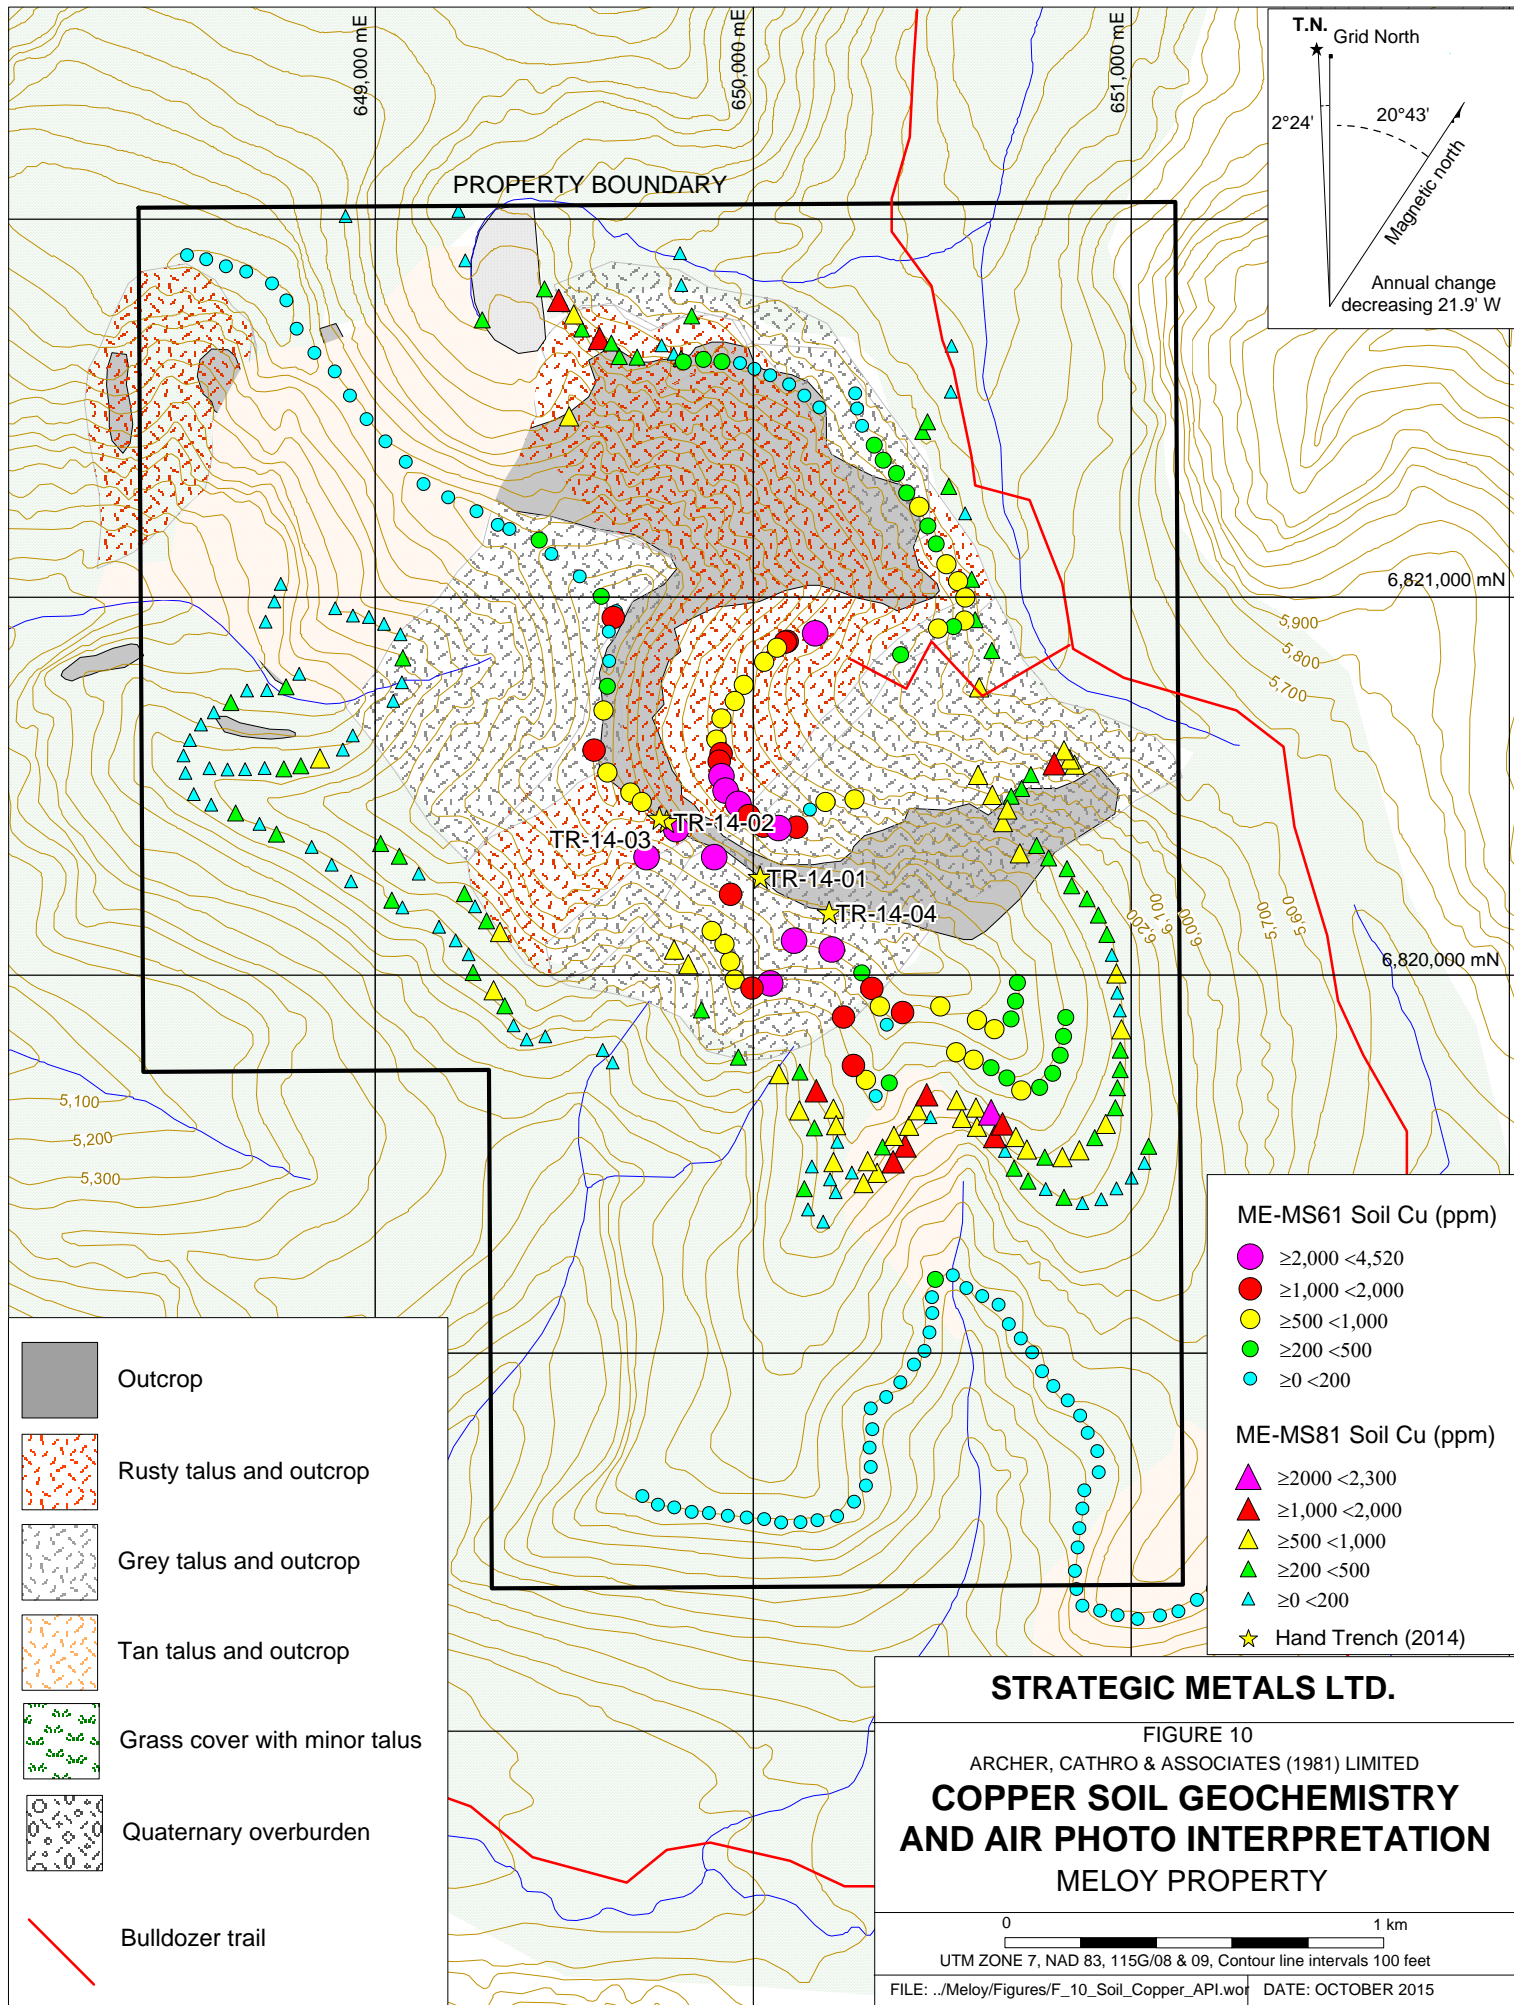 649,000 mE
650,000 mE
651,000 mE
T.N.
Grid North
2°24'
20°43'
Magnetic north
Annual change
decreasing 21.9' W
PROPERTY BOUNDARY
6,821,000 mN
5,900
5,800
5,700
TR-14-02
TR-14-03
TR-14-01
TR-14-04
6,200
6,100
6,000
5,700
5,600
6,820,000 mN
5,100
5,200
5,300
ME-MS61 Soil Cu (ppm)
≥2,000 <4,520
≥1,000 <2,000
≥500 <1,000
≥200 <500
≥0 <200
ME-MS81 Soil Cu (ppm)
≥2000 <2,300
≥1,000 <2,000
≥500 <1,000
≥200 <500
≥0 <200
Hand Trench (2014)
Outcrop
Rusty talus and outcrop
Grey talus and outcrop
Tan talus and outcrop
Grass cover with minor talus
Quaternary overburden
Bulldozer trail
STRATEGIC METALS LTD.
FIGURE 10
ARCHER, CATHRO & ASSOCIATES (1981) LIMITED
COPPER SOIL GEOCHEMISTRY
AND AIR PHOTO INTERPRETATION
MELOY PROPERTY
0 1 km
UTM ZONE 7, NAD 83, 115G/08 & 09, Contour line intervals 100 feet
FILE: ../Meloy/Figures/F_10_Soil_Copper_API.wor
DATE: OCTOBER 2015